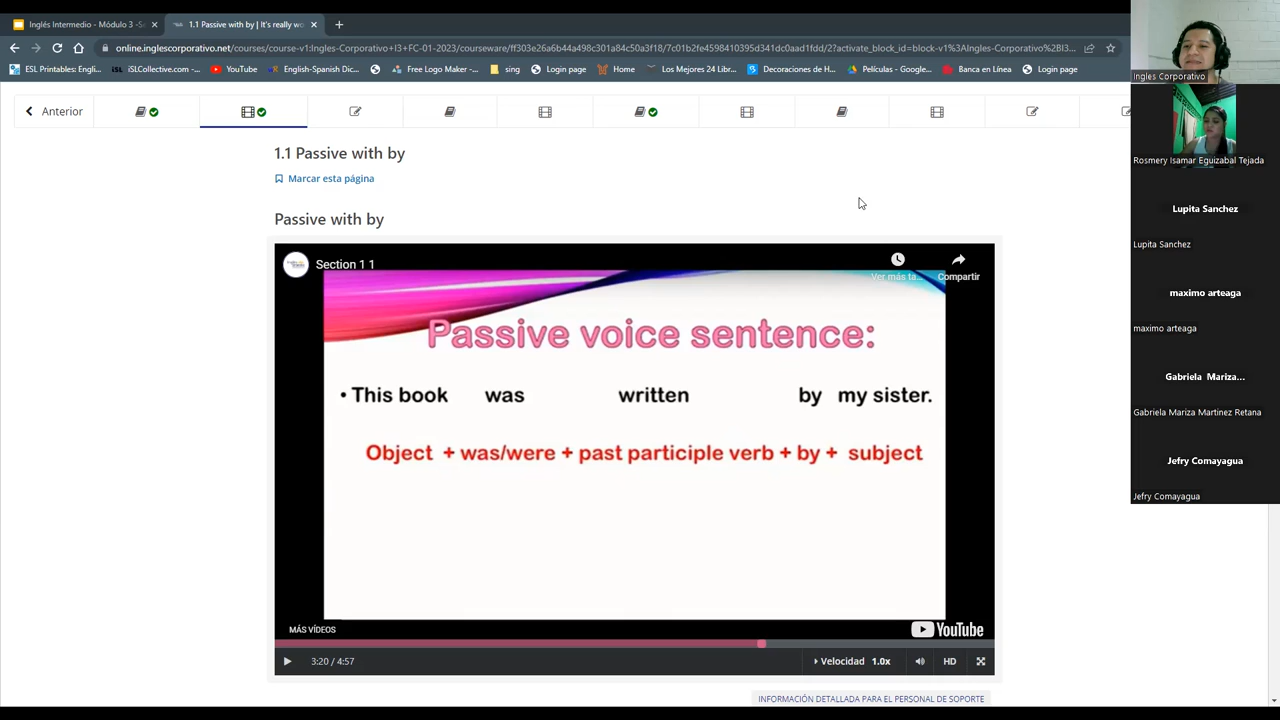 Inglés Intermedio - Módulo 3 -S
1.1 Passive with by | It's really wo
online.inglescorporativo.net/courses/course-v1:Ingles-Corporativo+I3+FC-01-2023/courseware/ff303e26a6b44a498c301a84c50a3f18/7c01b2fe4598410395d341dc0aad1fdd/2?activate_block_id=block-v1%3AIngles-Corporativo%2BI3...
ESL Printables: Engli...
iSLCollective.com -...
YouTube
English-Spanish Dic...
Free Logo Maker -...
sing
Login page
Home
Los Mejores 24 Libr...
Decoraciones de H...
Películas - Google...
Banca en Línea
Login page
Anterior
1.1 Passive with by
Marcar esta página
Passive with by
Section 1 1
Ver más ta...
Compartir
Passive voice sentence:
• This book was written by my sister.
Object + was/were + past participle verb + by + subject
MÁS VÍDEOS
YouTube
3:20 / 4:57
Velocidad 1.0x
HD
INFORMACIÓN DETALLADA PARA EL PERSONAL DE SOPORTE
Ingles Corporativo
Rosmery Isamar Eguizabal Tejada
Lupita Sanchez
Lupita Sanchez
maximo arteaga
maximo arteaga
Gabriela Mariza...
Gabriela Mariza Martinez Retana
Jefry Comayagua
Jefry Comayagua